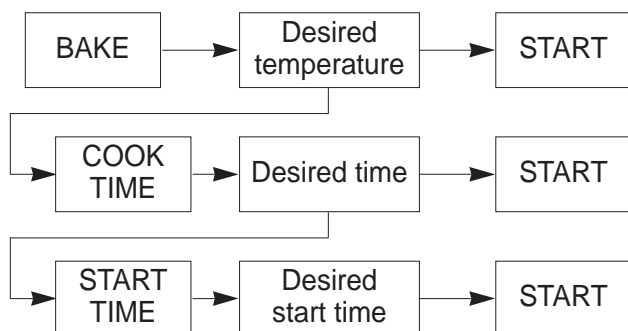 BAKE
Desired
temperature
START
COOK
TIME
Desired time
START
START
TIME
Desired
start time
START